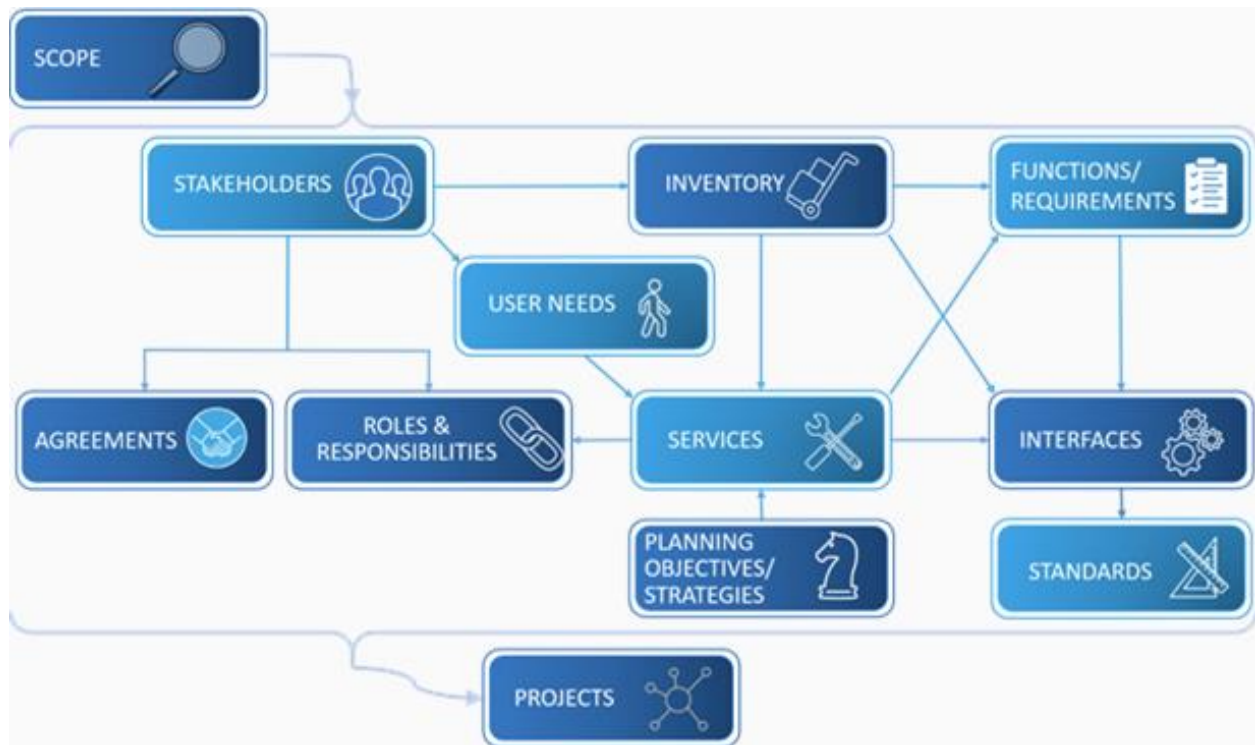 SCOPE
STAKEHOLDERS
INVENTORY
FUNCTIONS/
REQUIREMENTS
USER NEEDS
AGREEMENTS
ROLES &
RESPONSIBILITIES
SERVICES
INTERFACES
PLANNING
OBJECTIVES/
STRATEGIES
STANDARDS
PROJECTS